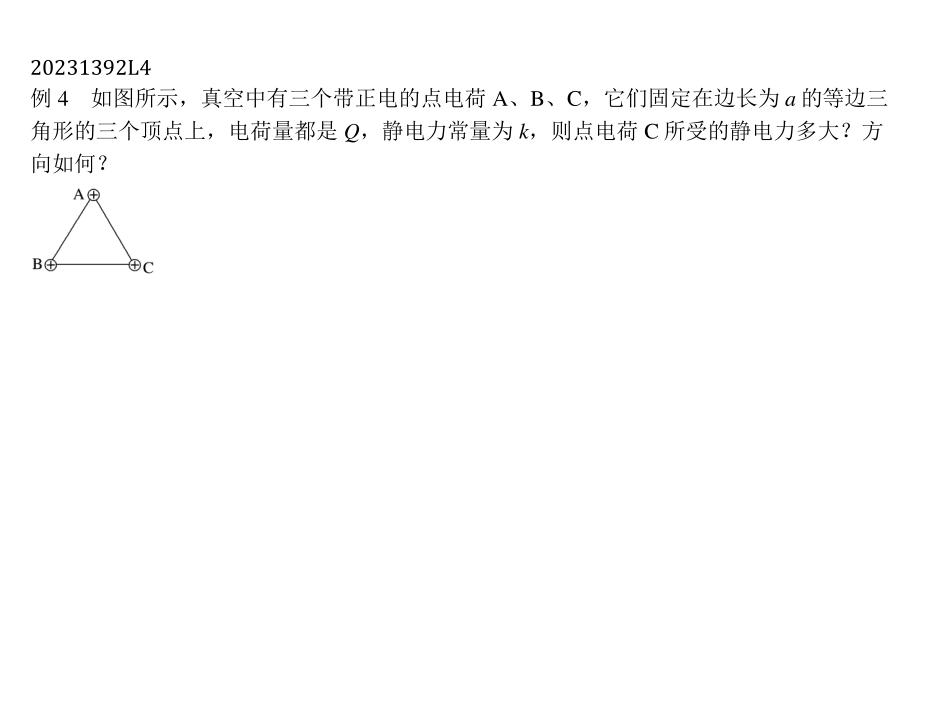 20231392L4
例 4　如图所示，真空中有三个带正电的点电荷 A、B、C，它们固定在边长为 a 的等边三
角形的三个顶点上，电荷量都是 Q，静电力常量为 k，则点电荷 C 所受的静电力多大？方
向如何？
A
B
C